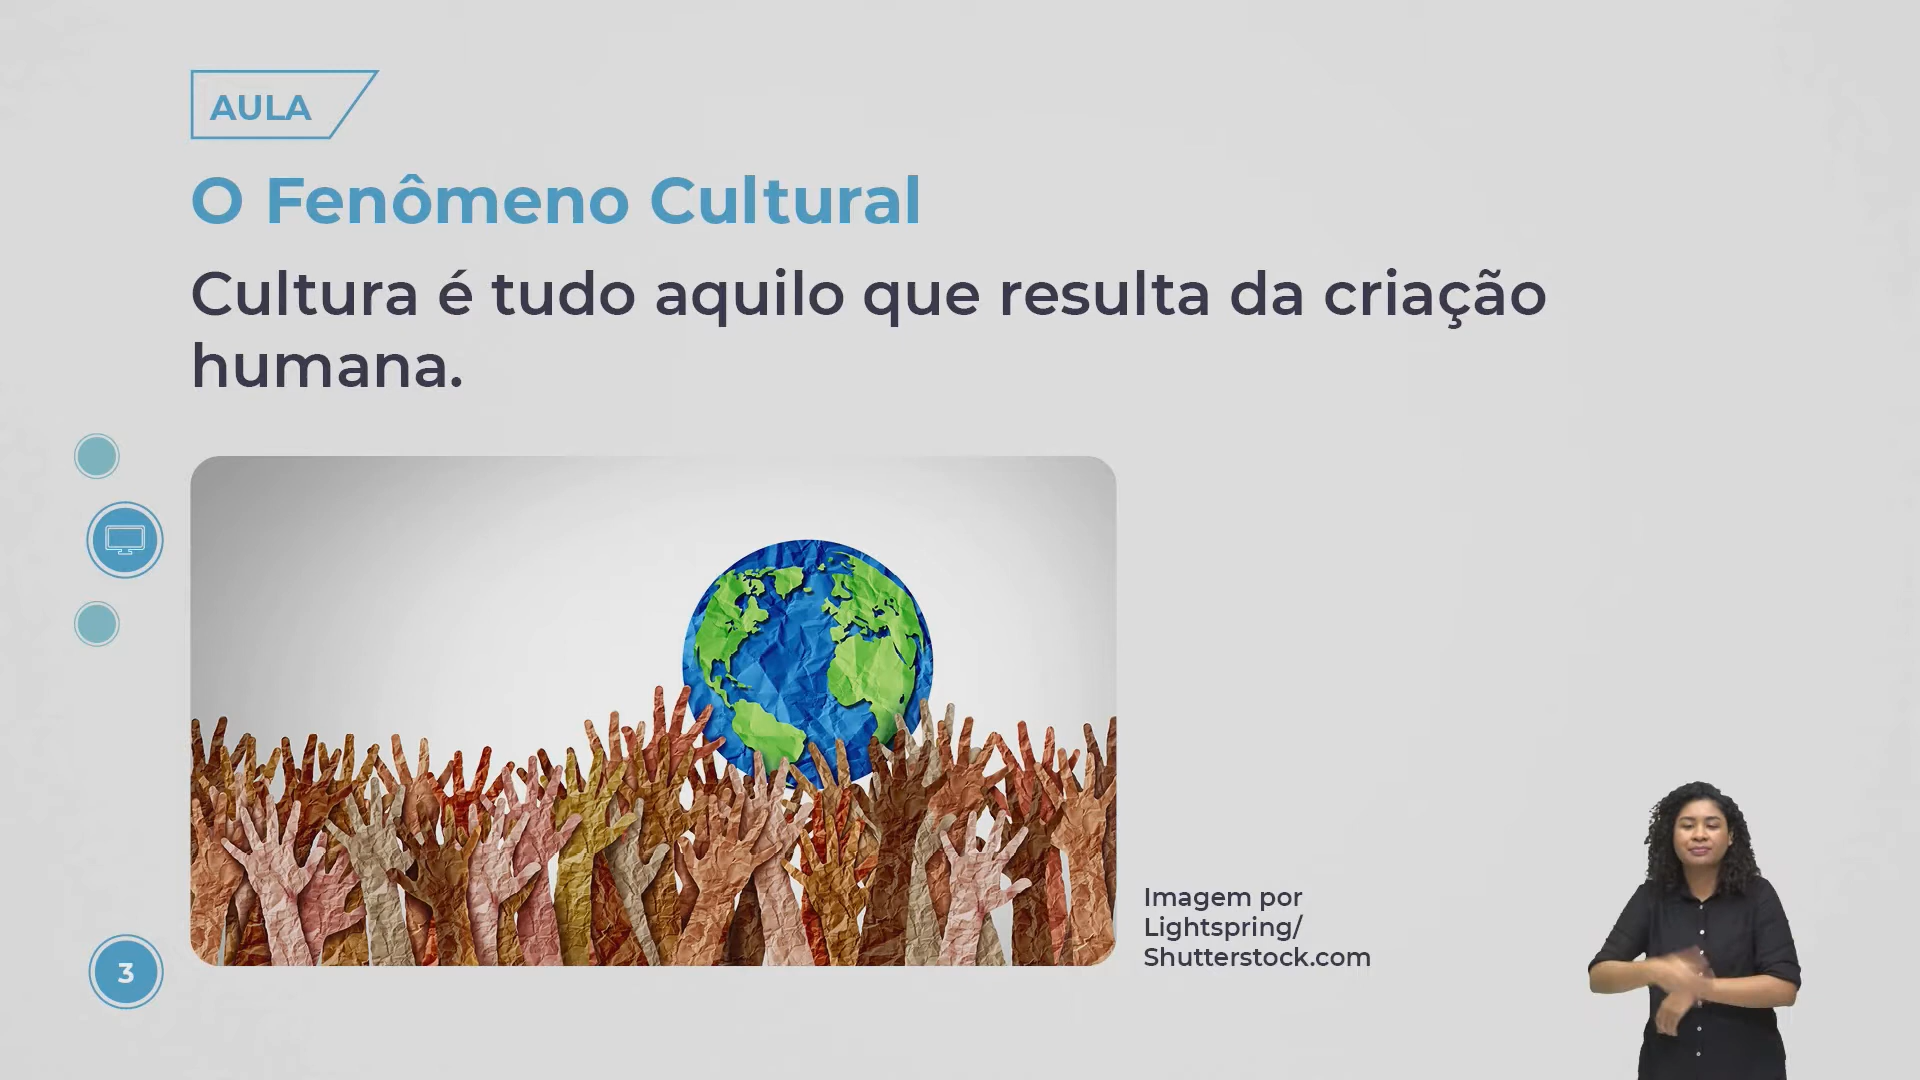 AULA
O Fenômeno Cultural
Cultura é tudo aquilo que resulta da criação
humana.
Imagem por
Lightspring/
Shutterstock.com
3